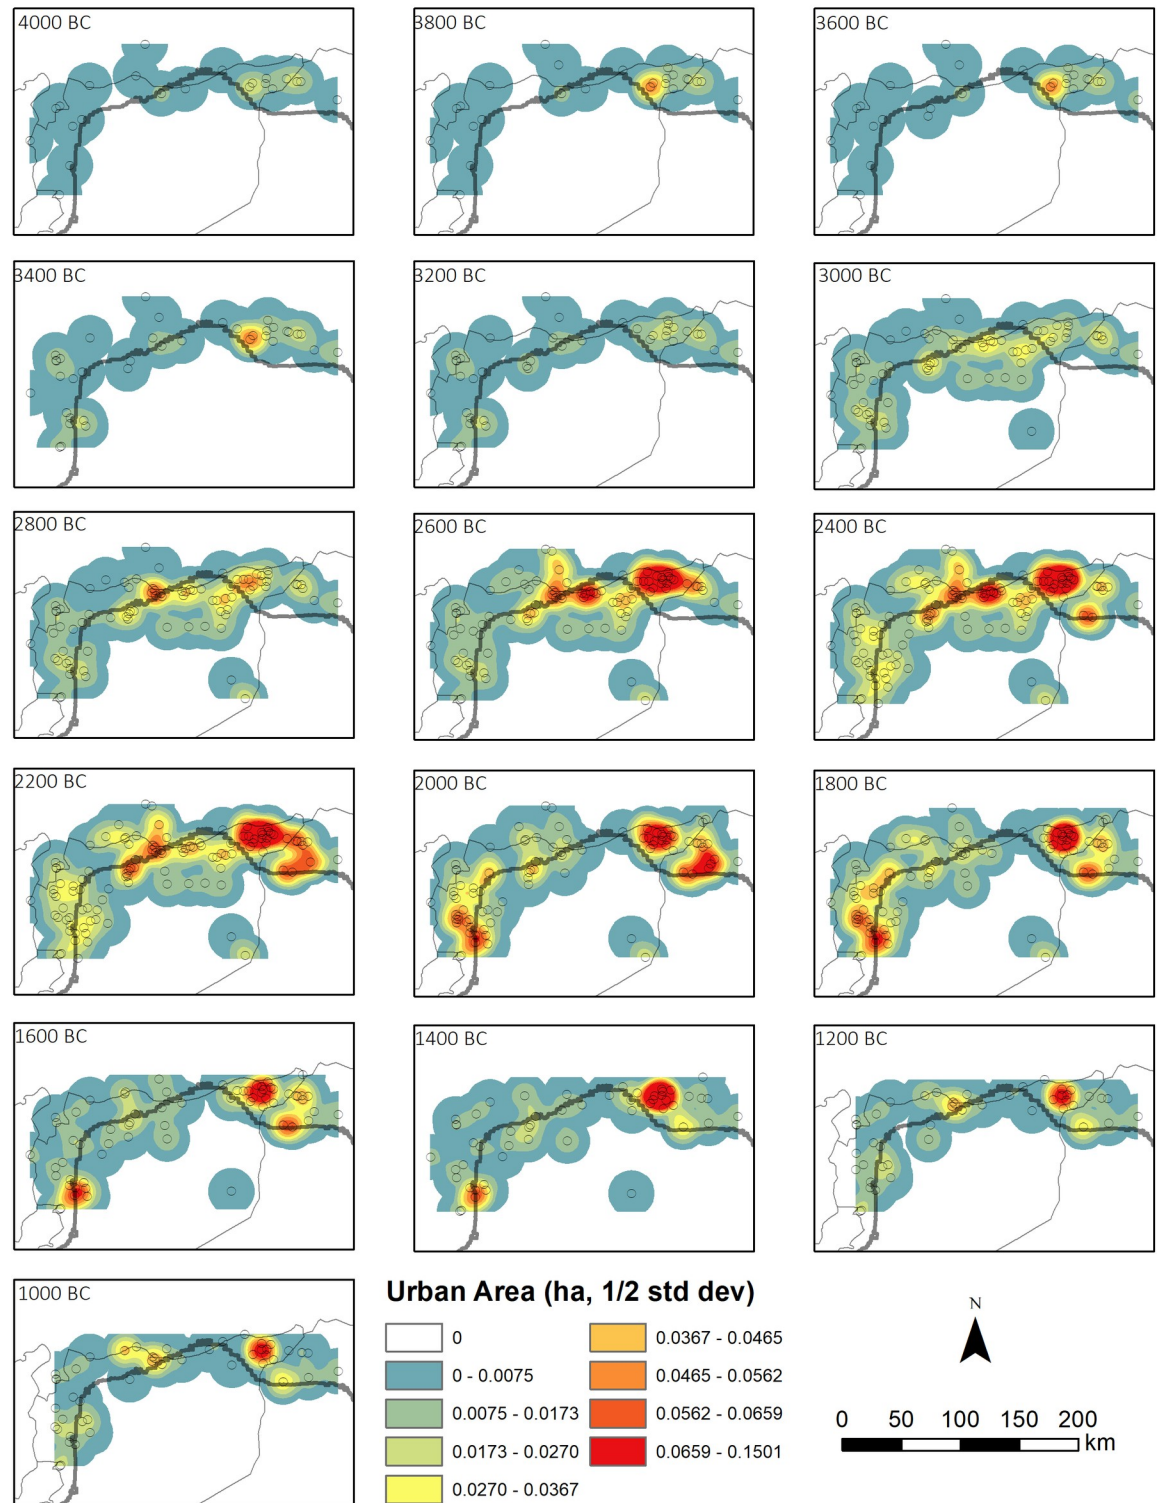 4000 BC
3800 BC
3600 BC
3400 BC
3200 BC
3000 BC
2800 BC
2600 BC
2400 BC
2200 BC
2000 BC
1800 BC
1600 BC
1400 BC
1200 BC
1000 BC
Urban Area (ha, 1/2 std dev)
0
0 - 0.0075
0.0075 - 0.0173
0.0173 - 0.0270
0.0270 - 0.0367
0.0367 - 0.0465
0.0465 - 0.0562
0.0562 - 0.0659
0.0659 - 0.1501
N
0 50 100 150 200
km